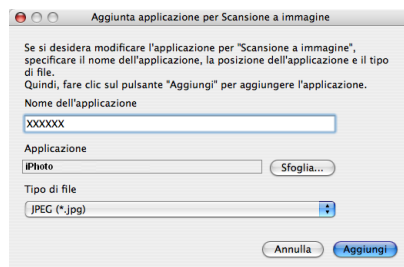 Aggiunta applicazione per Scansione a immagine
Se si desidera modificare l'applicazione per "Scansione a immagine",
specificare il nome dell'applicazione, la posizione dell'applicazione e il tipo
di file.
Quindi, fare clic sul pulsante "Aggiungi" per aggiungere l'applicazione.
Nome dell'applicazione
XXXXXX
Applicazione
iPhoto
Sfoglia...
Tipo di file
JPEG (*.jpg)
Annulla
Aggiungi